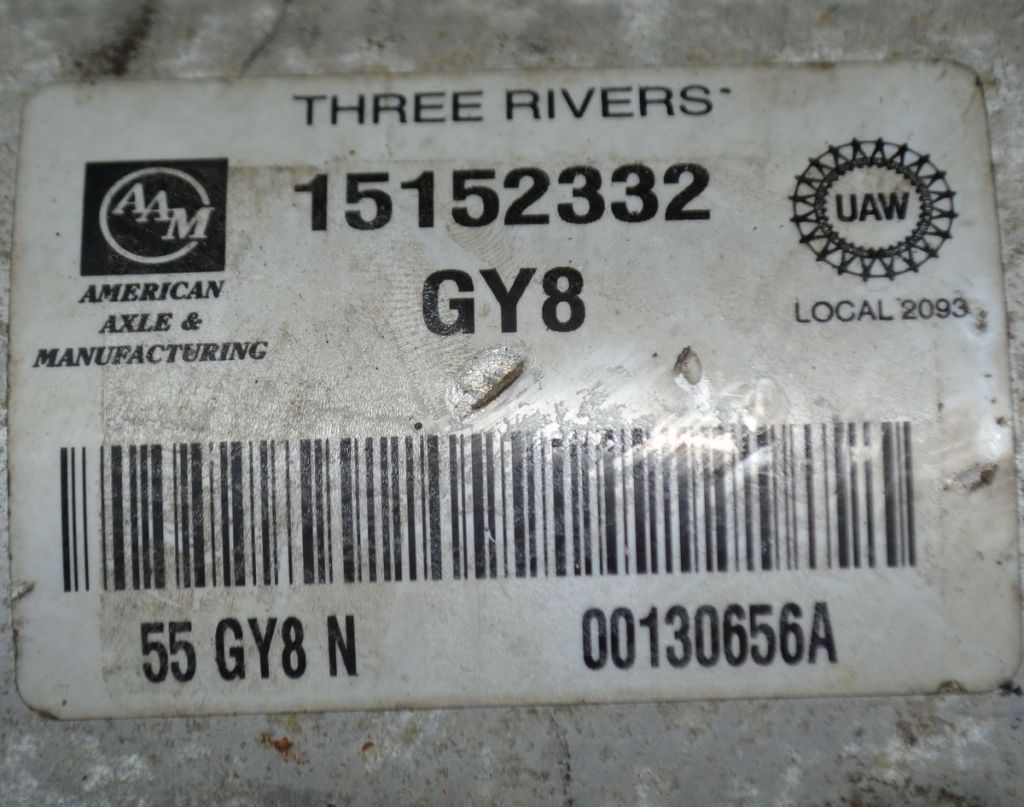 THREE RIVERS
AAM
15152332
UAW
GY8
AMERICAN
AXLE &
MANUFACTURING
LOCAL 2093
55 GY8 N
00130656A